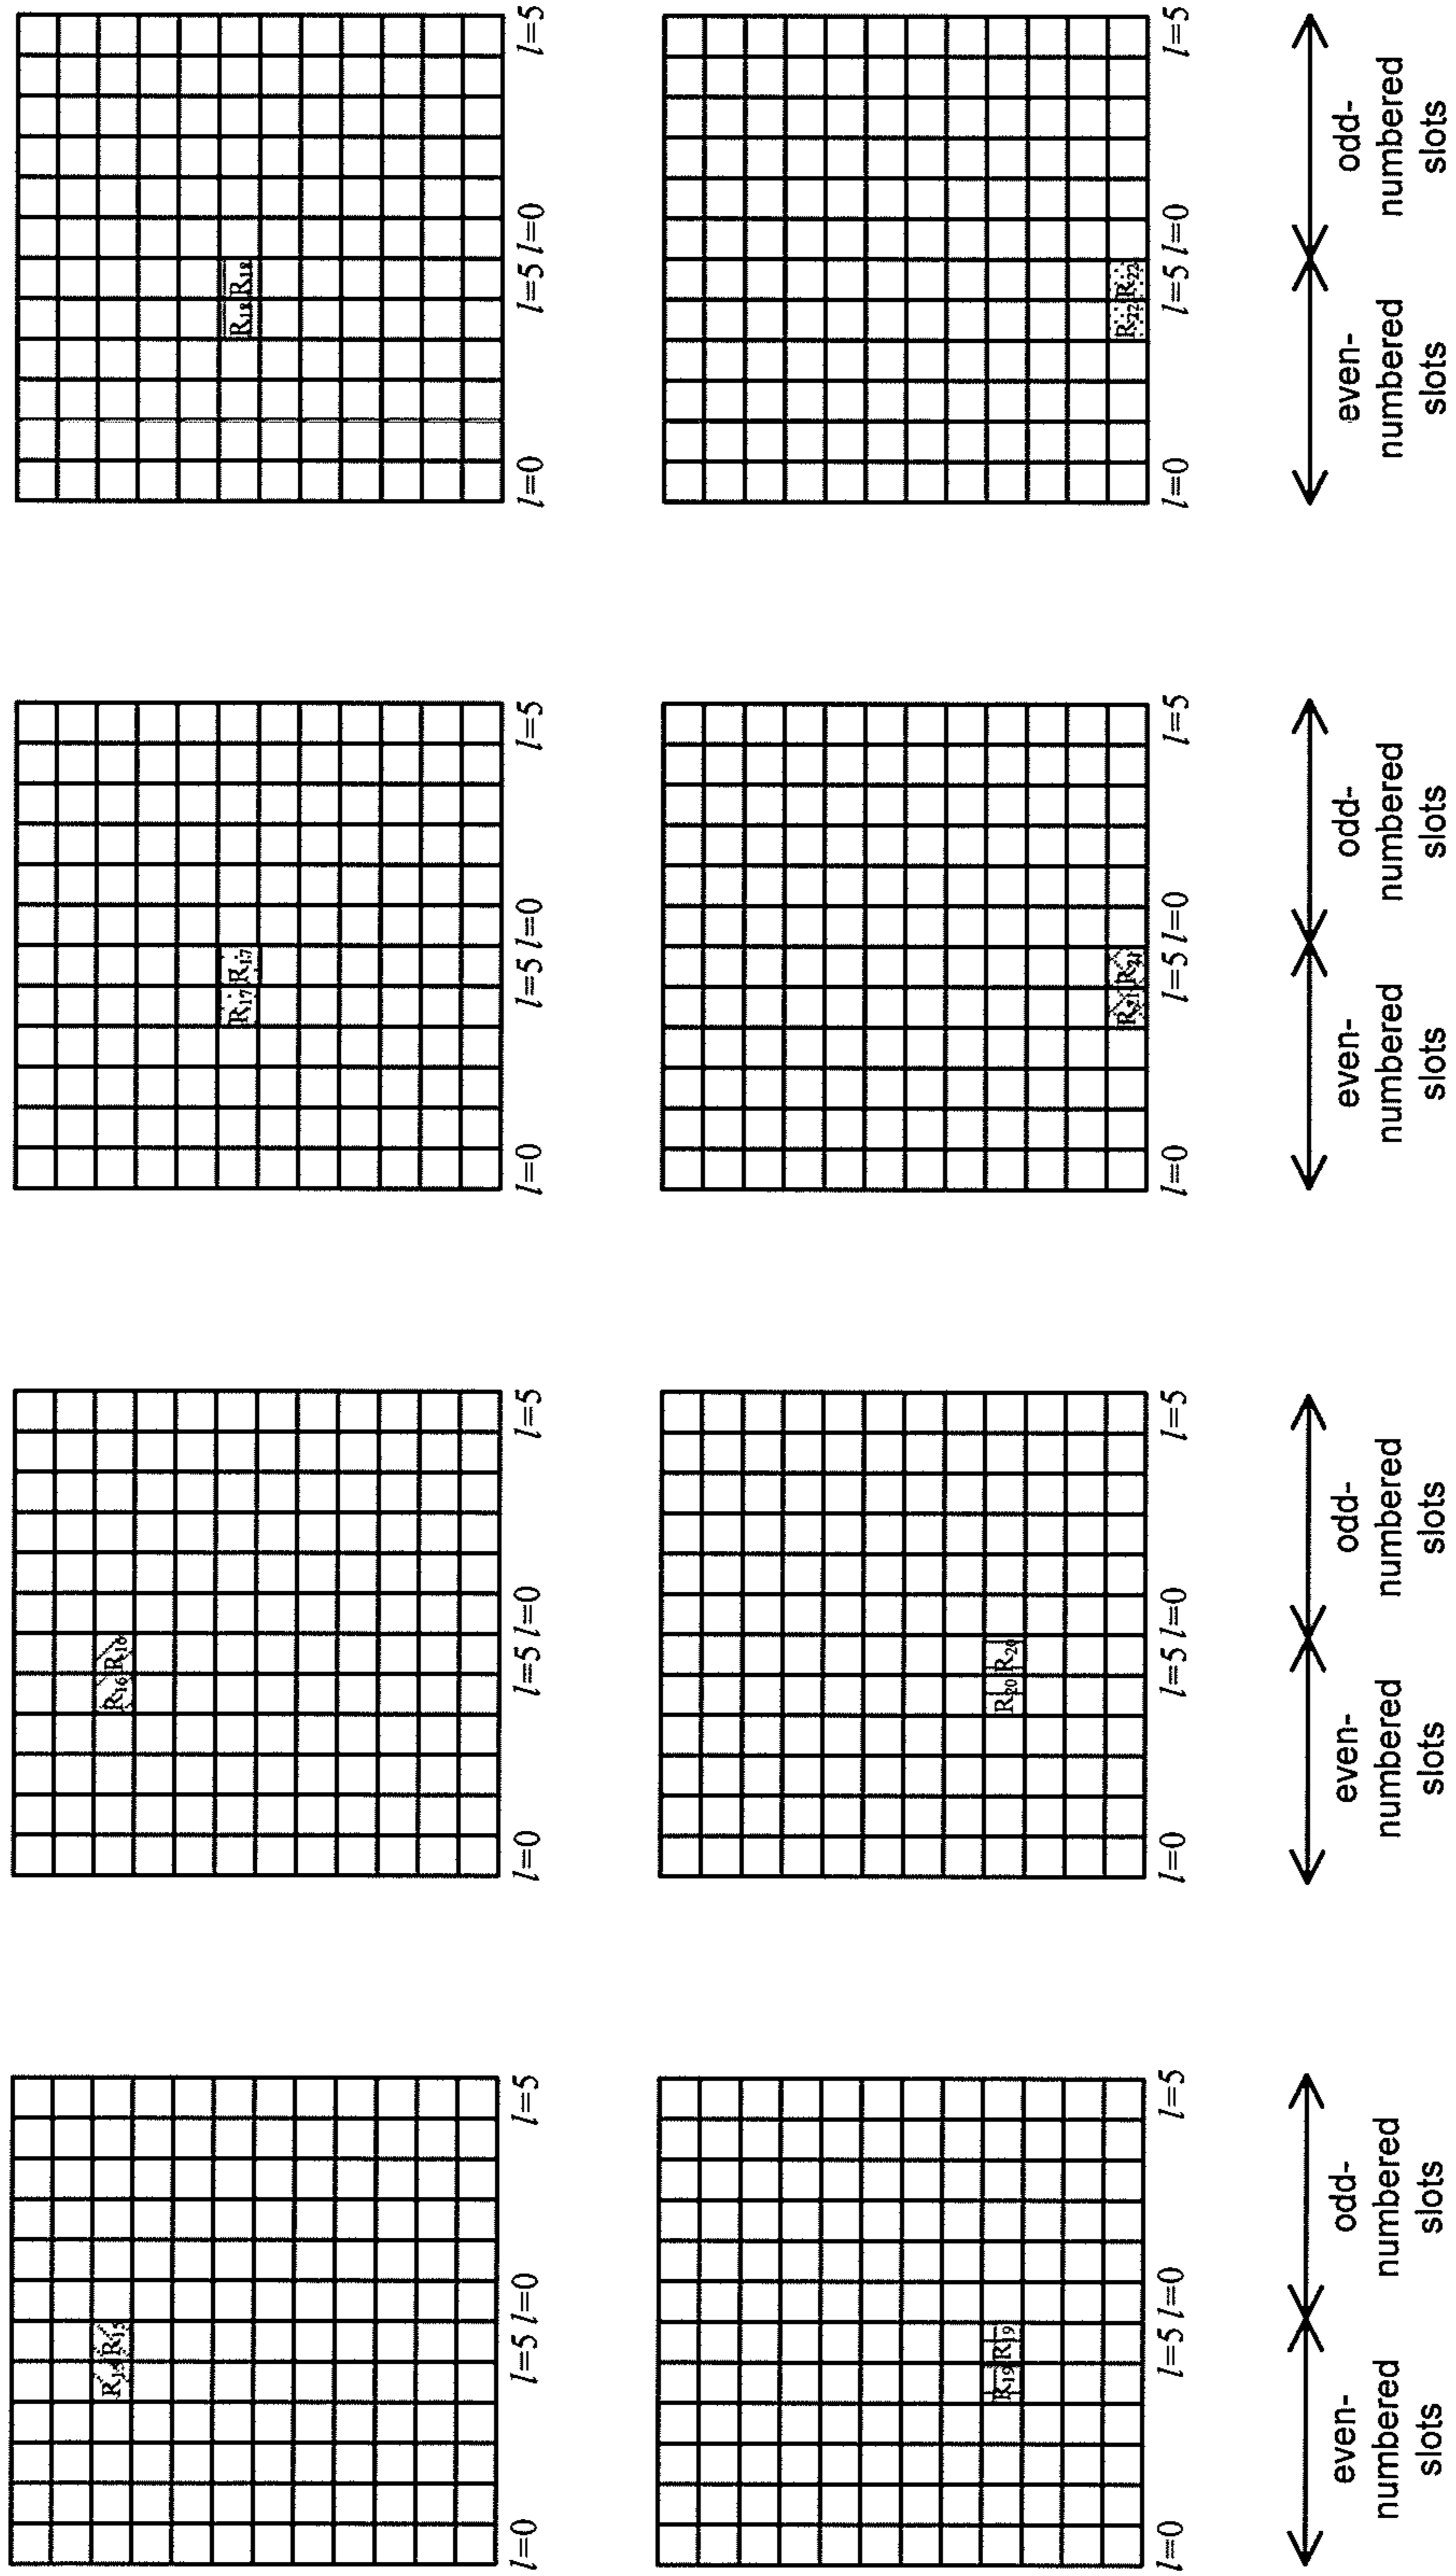 R₁₅ R₁₅ R₁₆ R₁₆
R₁₇ R₁₇ R₁₈ R₁₈
l=0 l=5 l=0 l=5 l=0 l=5 l=0 l=5 l=0 l=5 l=0 l=5 l=0 l=5 l=0 l=5
R₁₉ R₁₉ R₂₀ R₂₀
R₂₁ R₂₁ R₂₂ R₂₂
l=0 l=5 l=0 l=5 l=0 l=5 l=0 l=5 l=0 l=5 l=0 l=5 l=0 l=5 l=0 l=5
even- odd- even- odd- even- odd- even- odd-
numbered numbered numbered numbered numbered numbered numbered numbered
slots slots slots slots slots slots slots slots